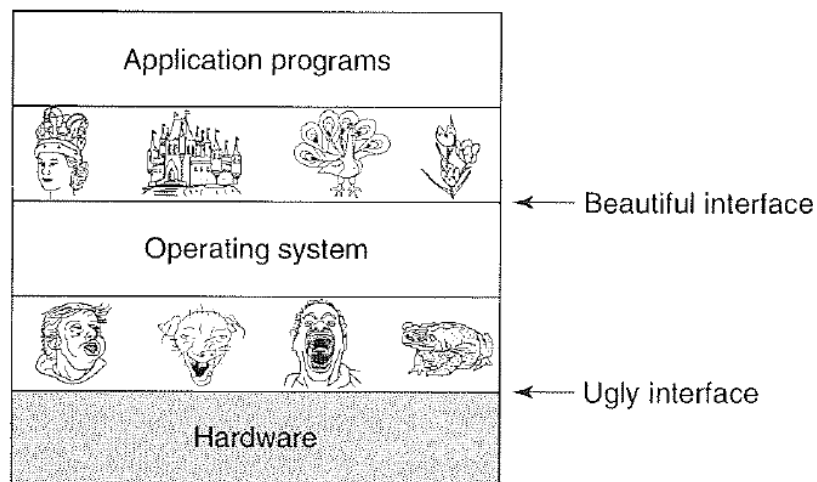 Application programs
Beautiful interface
Operating system
Ugly interface
Hardware